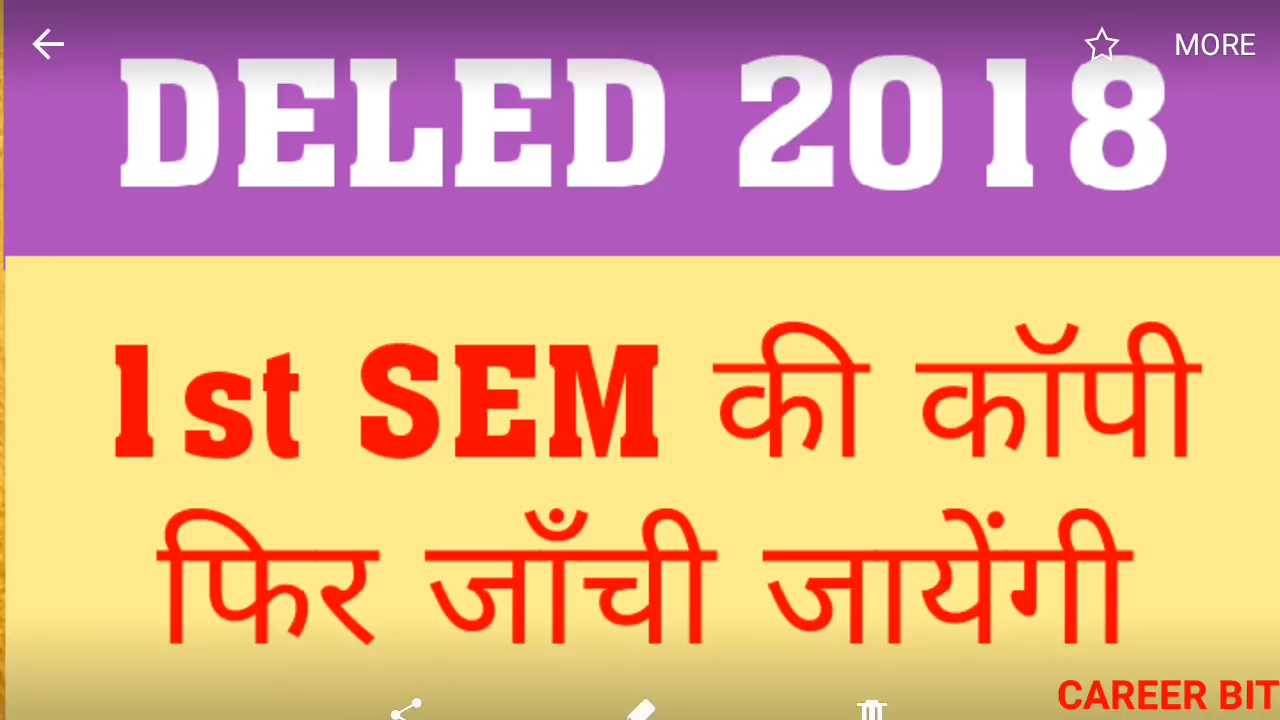 MORE
DELED 2018
1st SEM की कॉपी
फिर जाँची जायेंगी
CAREER BIT